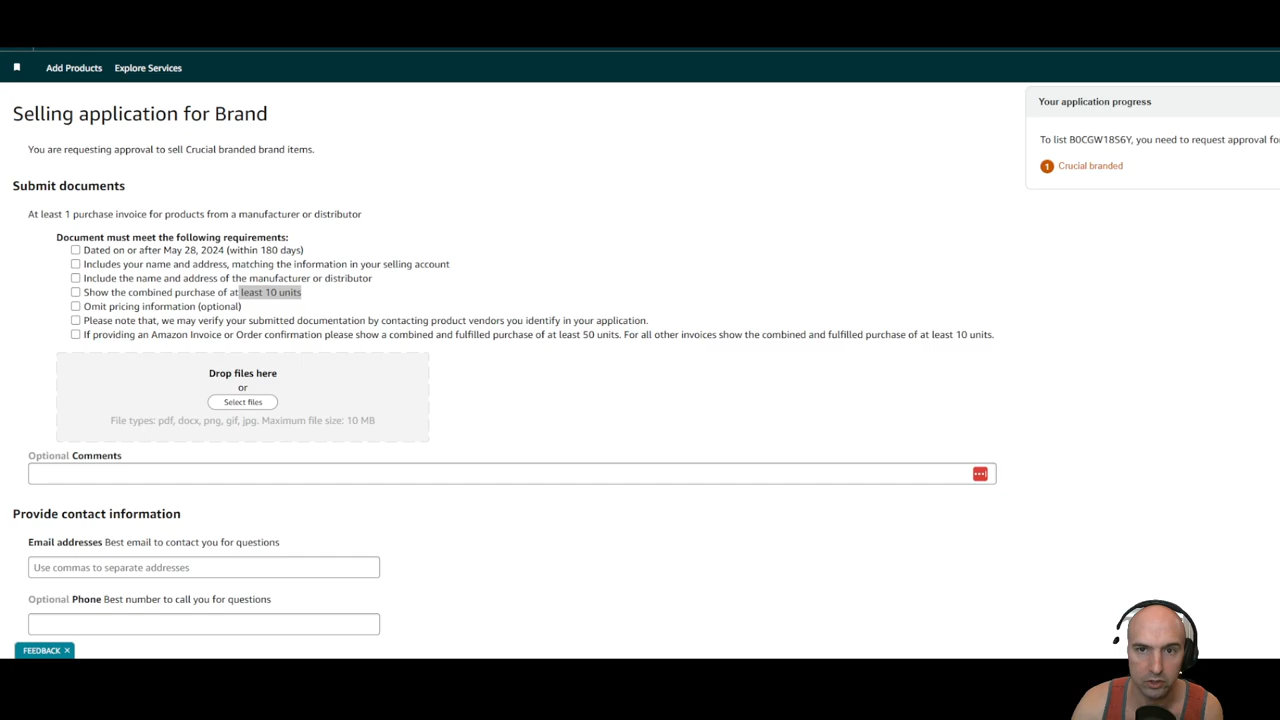 Add Products Explore Services
Selling application for Brand
You are requesting approval to sell Crucial branded brand items.
Submit documents
At least 1 purchase invoice for products from a manufacturer or distributor
Document must meet the following requirements:
Dated on or after May 28, 2024 (within 180 days)
Includes your name and address, matching the information in your selling account
Include the name and address of the manufacturer or distributor
Show the combined purchase of at least 10 units
Omit pricing information (optional)
Please note that, we may verify your submitted documentation by contacting product vendors you identify in your application.
If providing an Amazon Invoice or Order confirmation please show a combined and fulfilled purchase of at least 50 units. For all other invoices show the combined and fulfilled purchase of at least 10 units.
Drop files here
or
Select files
File types: pdf, docx, png, gif, jpg. Maximum file size: 10 MB
Optional Comments
Provide contact information
Email addresses Best email to contact you for questions
Use commas to separate addresses
Optional Phone Best number to call you for questions
FEEDBACK ×
Your application progress
To list B0CGW18S6Y, you need to request approval fo
1 Crucial branded